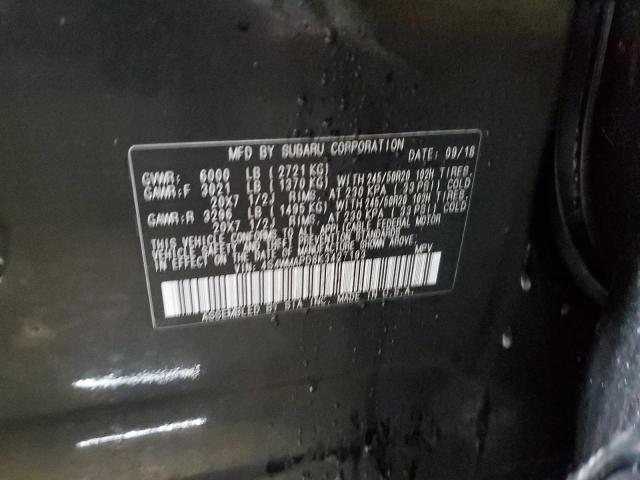 MFD BY SUBARU CORPORATION DATE: 09/18
GVWR: 6000 LB ( 2721 KG)
GAWR:F 3021 LB ( 1370 KG) WITH 245/50R20 102H TIRES,
20X7 1/2J RIMS, AT 230 KPA ( 33 PSI) COLD
GAWR:R 3296 LB ( 1495 KG) WITH 245/50R20 102H TIRES,
20X7 1/2J RIMS, AT 230 KPA ( 33 PSI) COLD
THIS VEHICLE CONFORMS TO ALL APPLICABLE FEDERAL MOTOR
VEHICLE SAFETY AND THEFT PREVENTION STANDARDS
IN EFFECT ON THE DATE OF MANUFACTURE SHOWN ABOVE.
VIN: MPV
ASSEMBLED BY SIA, INC. MADE IN U.S.A.